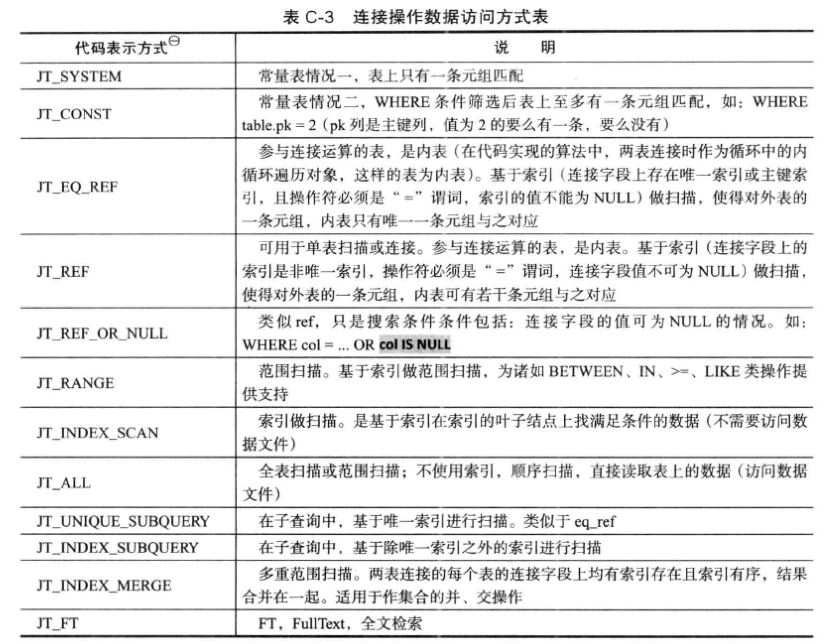 表 C-3 连接操作数据访问方式表
代码表示方式⊖
说 明
JT_SYSTEM
常量表情况一，表上只有一条元组匹配
JT_CONST
常量表情况二，WHERE 条件筛选后表上至多有一条元组匹配，如：WHERE
table.pk = 2（pk 列是主键列，值为 2 的要么有一条，要么没有）
JT_EQ_REF
参与连接运算的表，是内表（在代码实现的算法中，两表连接时作为循环中的内
循环遍历对象，这样的表为内表）。基于索引（连接字段上存在唯一索引或主键索
引，且操作符必须是“=”谓词，索引的值不能为 NULL）做扫描，使得对外表的
一条元组，内表只有唯一一条元组与之对应
JT_REF
可用于单表扫描或连接。参与连接运算的表，是内表。基于索引（连接字段上的
索引是非唯一索引，操作符必须是“=”谓词，连接字段值不可为 NULL）做扫描，
使得对外表的一条元组，内表可有若干条元组与之对应
JT_REF_OR_NULL
类似 ref，只是搜索条件条件包括：连接字段的值可为 NULL 的情况。如：
WHERE col = ... OR col IS NULL
JT_RANGE
范围扫描。基于索引做范围扫描，为诸如 BETWEEN、IN、>=、LIKE 类操作提
供支持
JT_INDEX_SCAN
索引做扫描。是基于索引在索引的叶子结点上找满足条件的数据（不需要访问数
据文件）
JT_ALL
全表扫描或范围扫描；不使用索引，顺序扫描，直接读取表上的数据（访问数据
文件）
JT_UNIQUE_SUBQUERY
在子查询中，基于唯一索引进行扫描。类似于 eq_ref
JT_INDEX_SUBQUERY
在子查询中，基于除唯一索引之外的索引进行扫描
JT_INDEX_MERGE
多重范围扫描。两表连接的每个表的连接字段上均有索引存在且索引有序，结果
合并在一起。适用于作集合的并、交操作
JT_FT
FT，FullText，全文检索